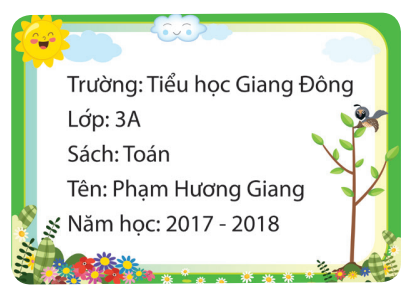 Trường: Tiểu học Giang Đông
Lớp: 3A
Sách: Toán
Tên: Phạm Hương Giang
Năm học: 2017 - 2018